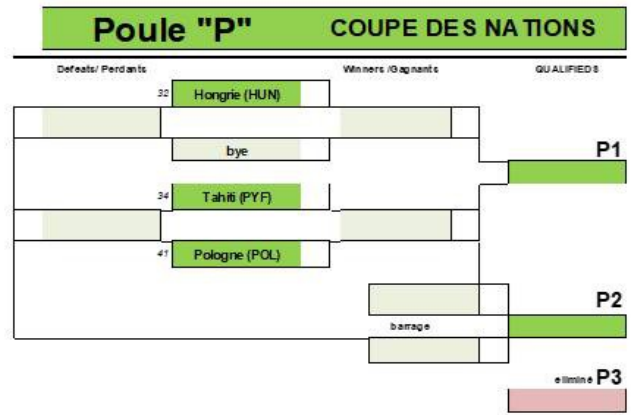 Poule "P" COUPE DES NATIONS
Defeats/ Perdants Winners /Gagnants QUALIFIEDS
32 Hongrie (HUN)
bye
P1
34 Tahiti (PYF)
41 Pologne (POL)
P2
barrage
eliminé P3